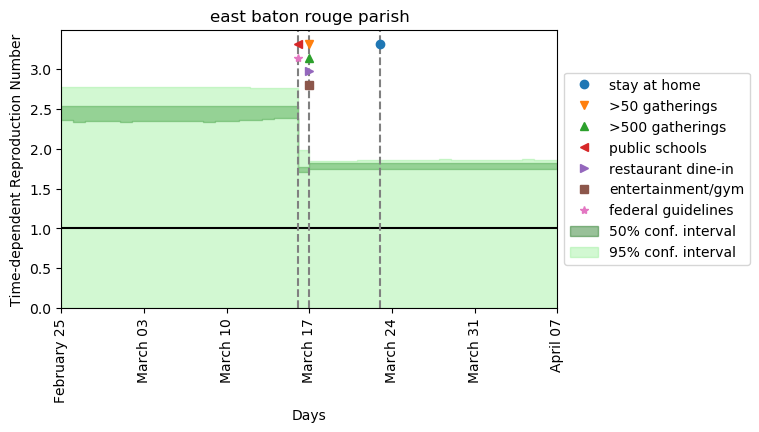 east baton rouge parish
Time-dependent Reproduction Number
3.0
2.5
2.0
1.5
1.0
0.5
0.0
February 25
March 03
March 10
March 17
March 24
March 31
April 07
Days
stay at home
>50 gatherings
>500 gatherings
public schools
restaurant dine-in
entertainment/gym
federal guidelines
50% conf. interval
95% conf. interval